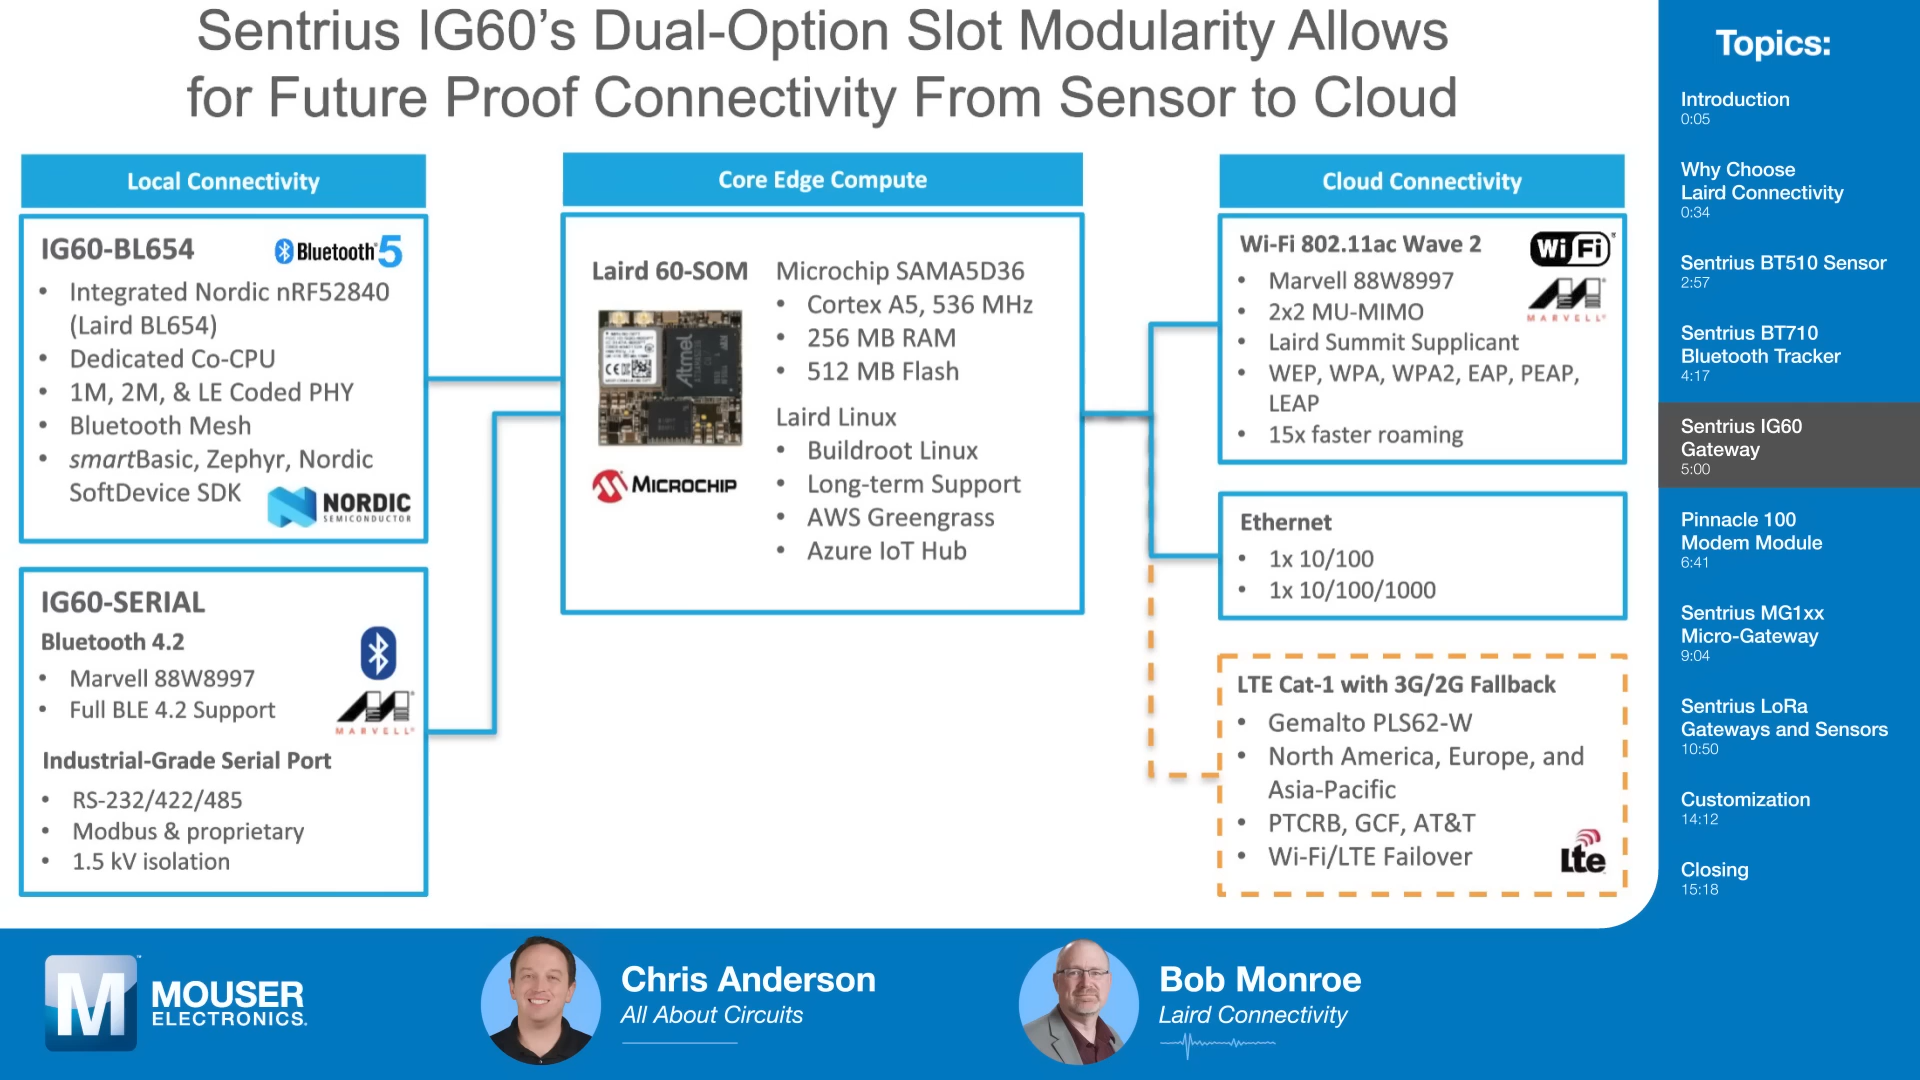 Sentrius IG60’s Dual-Option Slot Modularity Allows
for Future Proof Connectivity From Sensor to Cloud
Local Connectivity
IG60-BL654
Bluetooth 5
• Integrated Nordic nRF52840
(Laird BL654)
• Dedicated Co-CPU
• 1M, 2M, & LE Coded PHY
• Bluetooth Mesh
• smartBasic, Zephyr, Nordic
SoftDevice SDK
NORDIC
SEMICONDUCTOR
IG60-SERIAL
Bluetooth 4.2
• Marvell 88W8997
• Full BLE 4.2 Support
MARVELL
Industrial-Grade Serial Port
• RS-232/422/485
• Modbus & proprietary
• 1.5 kV isolation
Core Edge Compute
Laird 60-SOM
Atmel
MICROCHIP
Microchip SAMA5D36
• Cortex A5, 536 MHz
• 256 MB RAM
• 512 MB Flash
Laird Linux
• Buildroot Linux
• Long-term Support
• AWS Greengrass
• Azure IoT Hub
Cloud Connectivity
Wi-Fi 802.11ac Wave 2
Wi Fi
• Marvell 88W8997
• 2x2 MU-MIMO
MARVELL
• Laird Summit Supplicant
• WEP, WPA, WPA2, EAP, PEAP,
LEAP
• 15x faster roaming
Ethernet
• 1x 10/100
• 1x 10/100/1000
LTE Cat-1 with 3G/2G Fallback
• Gemalto PLS62-W
• North America, Europe, and
Asia-Pacific
• PTCRB, GCF, AT&T
• Wi-Fi/LTE Failover
Lte
Topics:
Introduction
0:05
Why Choose
Laird Connectivity
0:34
Sentrius BT510 Sensor
2:57
Sentrius BT710
Bluetooth Tracker
4:17
Sentrius IG60
Gateway
5:00
Pinnacle 100
Modem Module
6:41
Sentrius MG1xx
Micro-Gateway
9:04
Sentrius LoRa
Gateways and Sensors
10:50
Customization
14:12
Closing
15:18
M
MOUSER
ELECTRONICS.
Chris Anderson
All About Circuits
Bob Monroe
Laird Connectivity